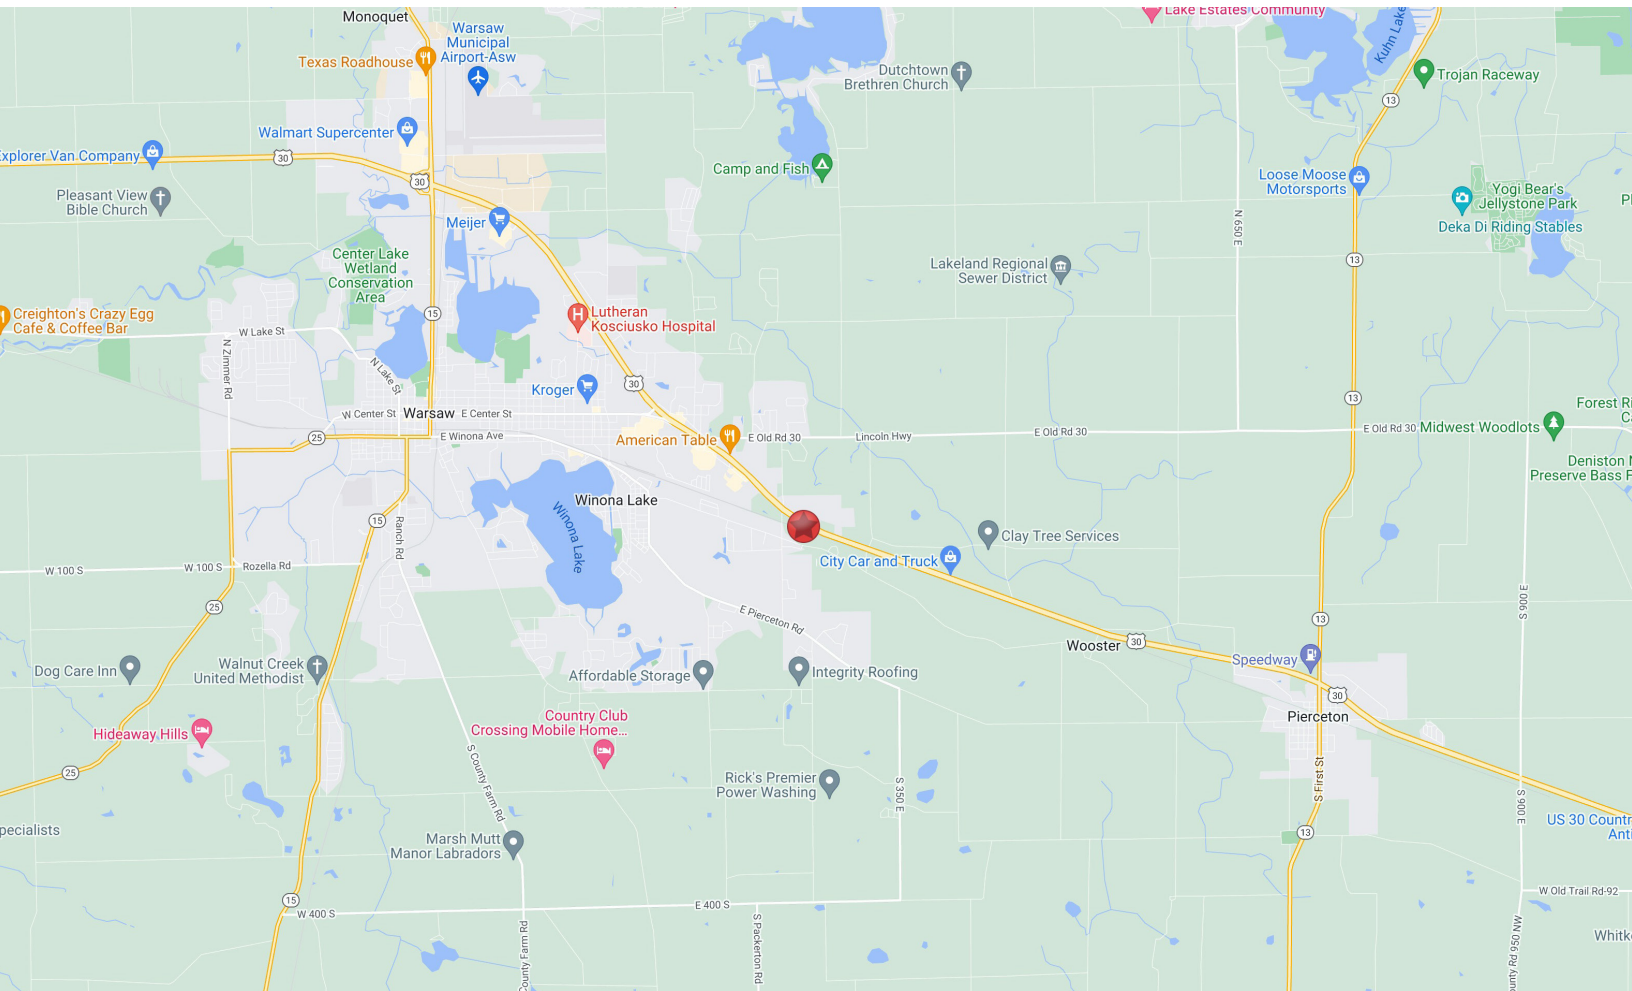 Monoquet
Warsaw
Municipal
Airport-Asw
Texas Roadhouse
Lake Estates Community
Kuhn Lake
Dutchtown
Brethren Church
Trojan Raceway
13
Walmart Supercenter
Explorer Van Company
30
30
Camp and Fish
Pleasant View
Bible Church
Meijer
Loose Moose
Motorsports
Yogi Bear's
Jellystone Park
Deka Di Riding Stables
N 650 E
Center Lake
Wetland
Conservation
Area
Lakeland Regional
Sewer District
13
Creighton's Crazy Egg
Cafe & Coffee Bar
15
Lutheran
Kosciusko Hospital
W Lake St
N Zimmer Rd
N Lake St
Kroger
30
13
W Center St
Warsaw
E Center St
25
E Winona Ave
American Table
E Old Rd 30
Lincoln Hwy
E Old Rd 30
E Old Rd 30
Midwest Woodlots
Forest Ri
Deniston
Preserve Bass F
Winona Lake
Winona Lake
15
Ranch Rd
Clay Tree Services
City Car and Truck
W 100 S
W 100 S
Rozella Rd
25
E Pierceton Rd
S 900 E
13
Wooster
30
Speedway
30
Dog Care Inn
Walnut Creek
United Methodist
Affordable Storage
Integrity Roofing
Pierceton
Country Club
Crossing Mobile Home...
Hideaway Hills
25
S County Farm Rd
Rick's Premier
Power Washing
S 350 E
S First St
S 900 E
US 30 Countr
Anti
pecialists
Marsh Mutt
Manor Labradors
13
15
W 400 S
E 400 S
W Old Trail Rd-92
County Farm Rd
S Packerton Rd
unty Rd 950 NW
Whitk